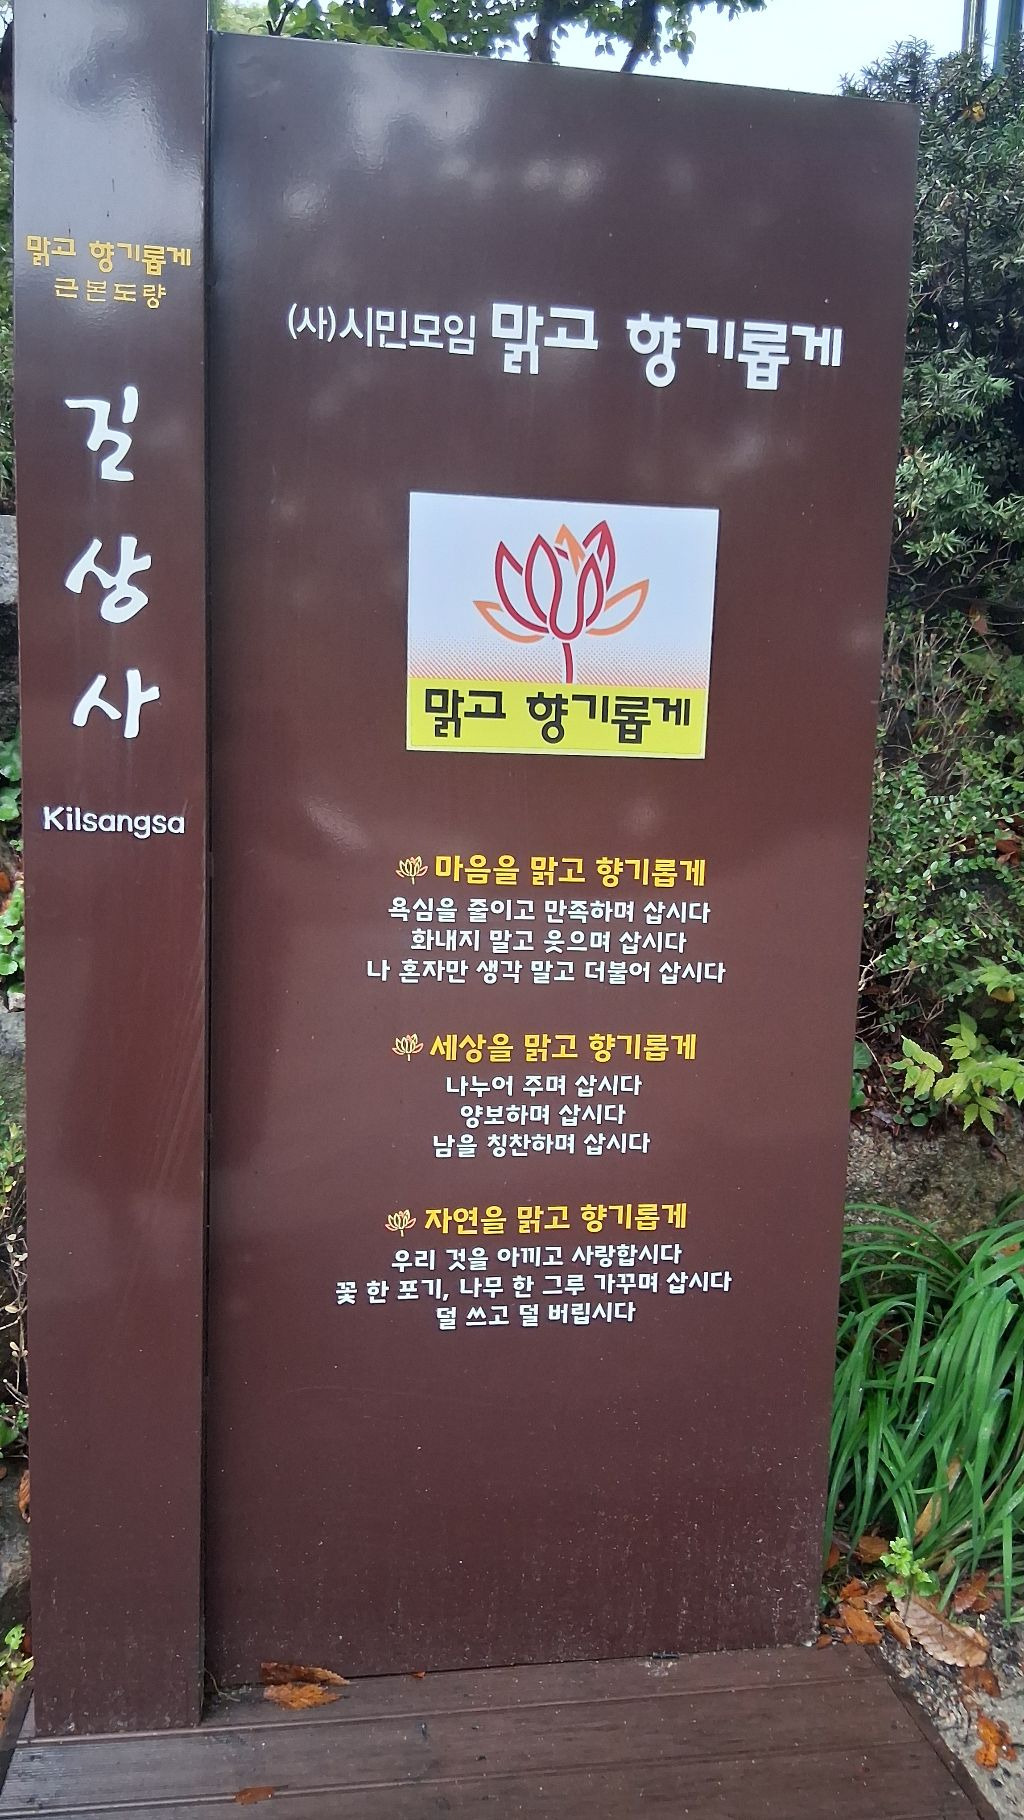 맑고 향기롭게
근본도량
길상사
Kilsangsa
(사)시민모임 맑고 향기롭게
맑고 향기롭게
마음을 맑고 향기롭게
욕심을 줄이고 만족하며 삽시다
화내지 말고 웃으며 삽시다
나 혼자만 생각 말고 더불어 삽시다
세상을 맑고 향기롭게
나누어 주며 삽시다
양보하며 삽시다
남을 칭찬하며 삽시다
자연을 맑고 향기롭게
우리 것을 아끼고 사랑합시다
꽃 한 포기, 나무 한 그루 가꾸며 삽시다
덜 쓰고 덜 버립시다